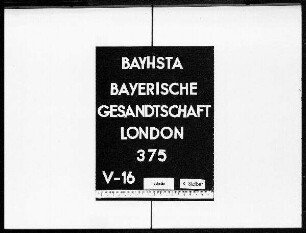 BAYHSTA
BAYERISCHE
GESANDTSCHAFT
LONDON
375
V-16